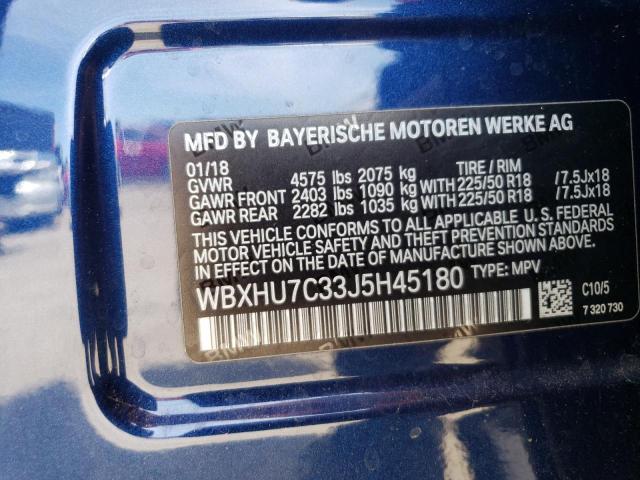 MFD BY BAYERISCHE MOTOREN WERKE AG
01/18 TIRE / RIM
GVWR 4575 lbs 2075 kg
GAWR FRONT 2403 lbs 1090 kg WITH 225/50 R18 /7.5Jx18
GAWR REAR 2282 lbs 1035 kg WITH 225/50 R18 /7.5Jx18
THIS VEHICLE CONFORMS TO ALL APPLICABLE U.S. FEDERAL
MOTOR VEHICLE SAFETY AND THEFT PREVENTION STANDARDS
IN EFFECT ON THE DATE OF MANUFACTURE SHOWN ABOVE.
WBXHU7C33J5H45180 TYPE: MPV
C10/5
7 320 730